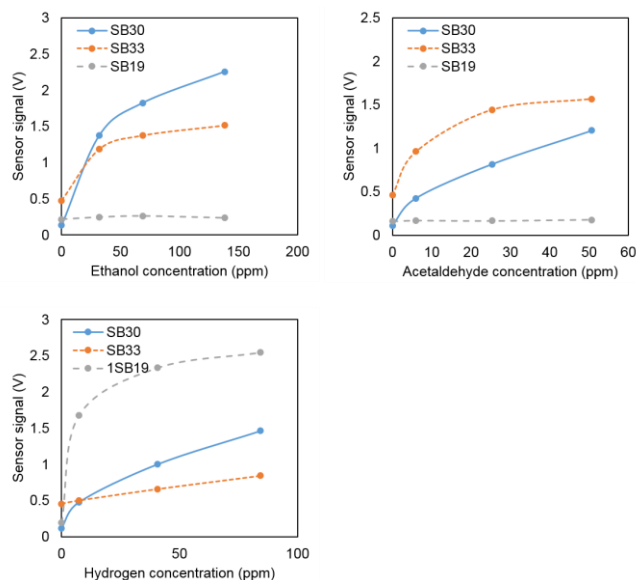 3
2.5
2
1.5
1
0.5
0
Sensor signal (V)
SB30
SB33
SB19
0 50 100 150 200
Ethanol concentration (ppm)
2.5
2
1.5
1
0.5
0
Sensor signal (V)
SB30
SB33
SB19
0 10 20 30 40 50 60
Acetaldehyde concentration (ppm)
3
2.5
2
1.5
1
0.5
0
Sensor signal (V)
SB30
SB33
1SB19
0 50 100
Hydrogen concentration (ppm)